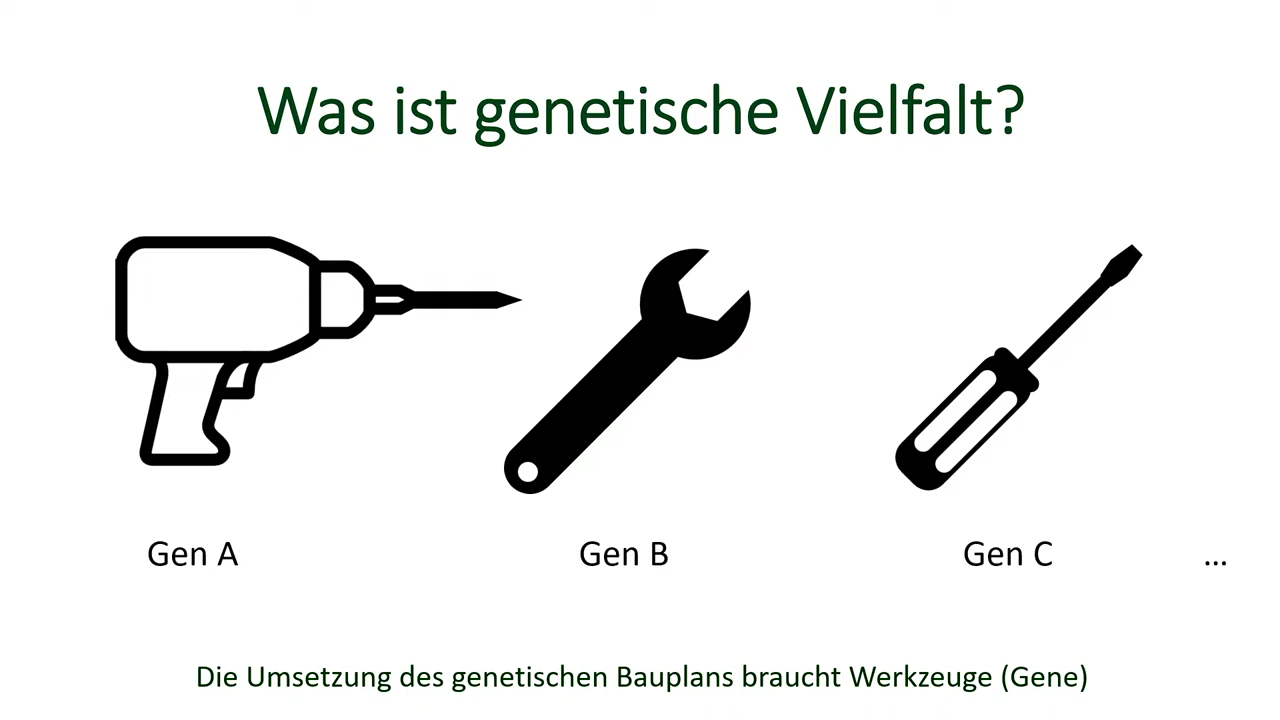 Was ist genetische Vielfalt?
Gen A
Gen B
Gen C
...
Die Umsetzung des genetischen Bauplans braucht Werkzeuge (Gene)